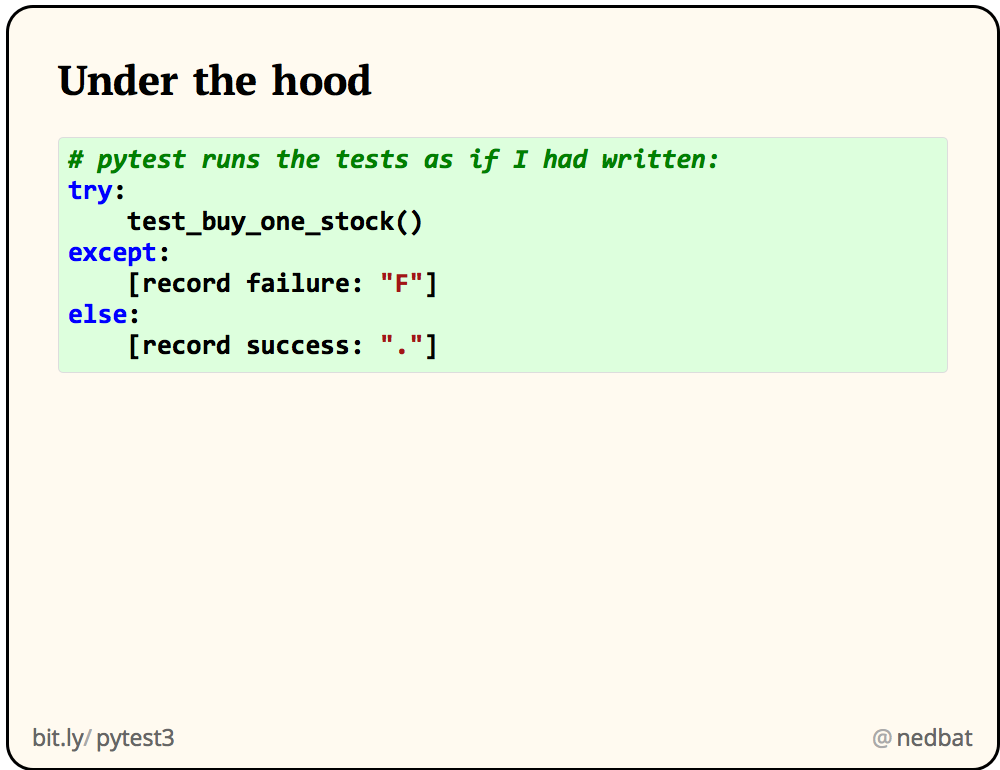 Under the hood
# pytest runs the tests as if I had written:
try:
    test_buy_one_stock()
except:
    [record failure: "F"]
else:
    [record success: "."]
bit.ly/pytest3
@nedbat